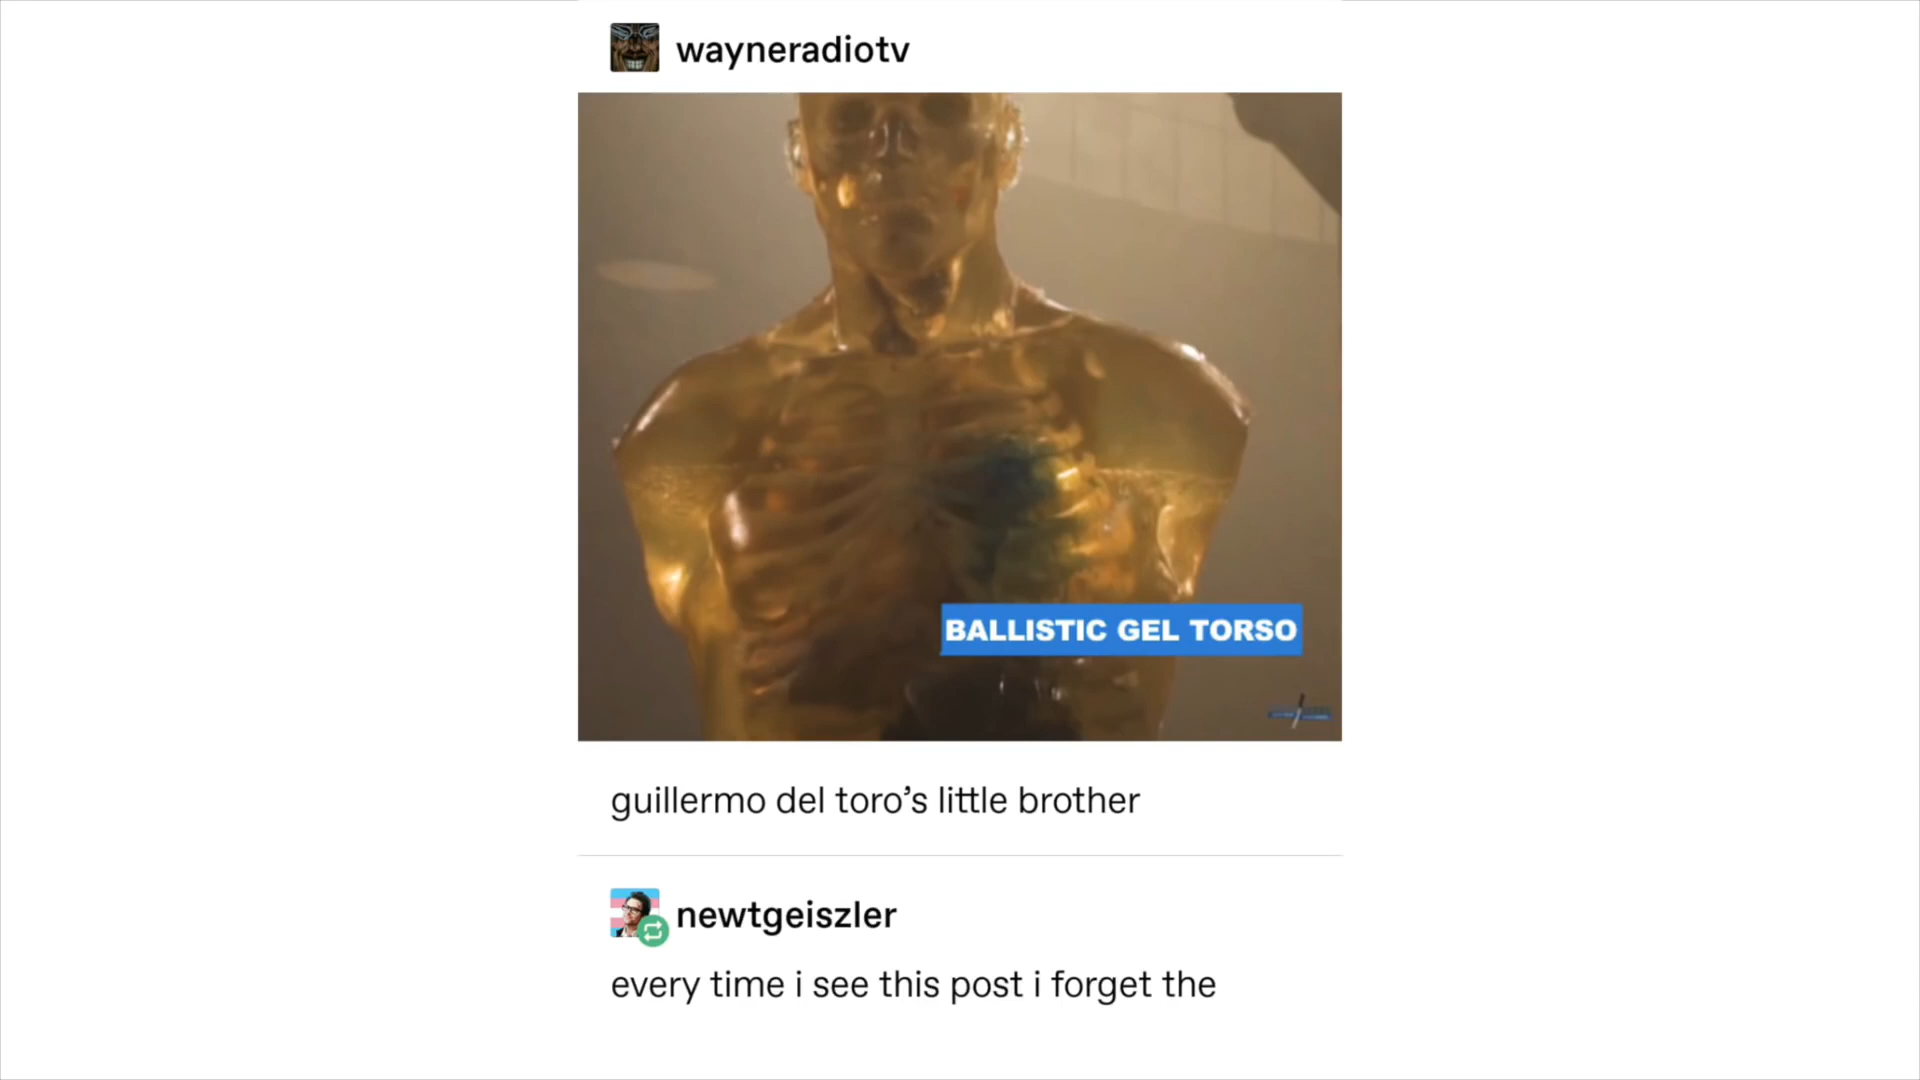 wayneradiotv
BALLISTIC GEL TORSO
guillermo del toro’s little brother
newtgeiszler
every time i see this post i forget the